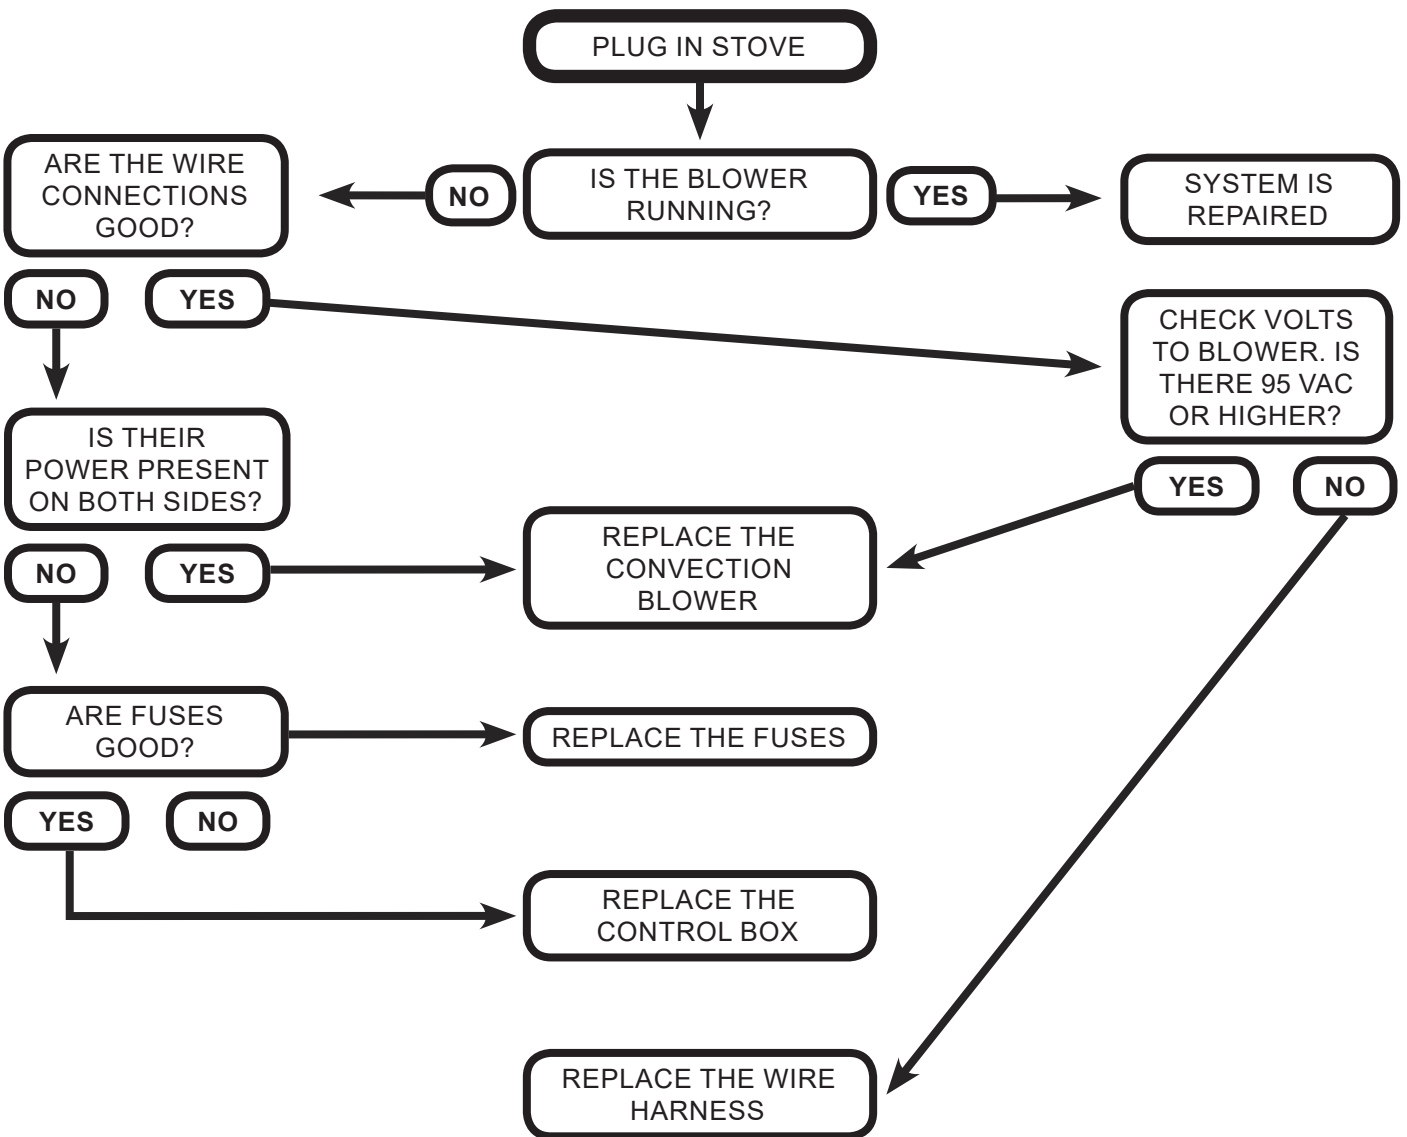 PLUG IN STOVE
ARE THE WIRE
CONNECTIONS
GOOD?
NO
IS THE BLOWER
RUNNING?
YES
SYSTEM IS
REPAIRED
NO
YES
CHECK VOLTS
TO BLOWER. IS
THERE 95 VAC
OR HIGHER?
IS THEIR
POWER PRESENT
ON BOTH SIDES?
YES
NO
NO
YES
REPLACE THE
CONVECTION
BLOWER
ARE FUSES
GOOD?
REPLACE THE FUSES
YES
NO
REPLACE THE
CONTROL BOX
REPLACE THE WIRE
HARNESS